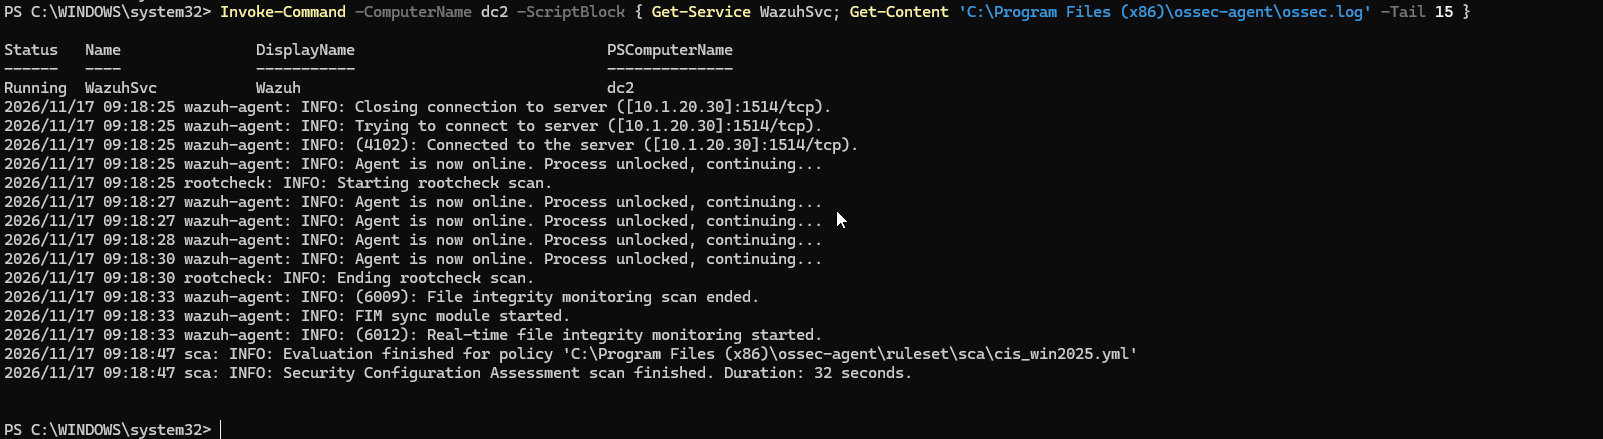 PS C:\WINDOWS\system32> Invoke-Command -ComputerName dc2 -ScriptBlock { Get-Service WazuhSvc; Get-Content 'C:\Program Files (x86)\ossec-agent\ossec.log' -Tail 15 }
Status   Name               DisplayName                            PSComputerName
------   ----               -----------                            --------------
Running  WazuhSvc           Wazuh                                  dc2
2026/11/17 09:18:25 wazuh-agent: INFO: Closing connection to server ([10.1.20.30]:1514/tcp).
2026/11/17 09:18:25 wazuh-agent: INFO: Trying to connect to server ([10.1.20.30]:1514/tcp).
2026/11/17 09:18:25 wazuh-agent: INFO: (4102): Connected to the server ([10.1.20.30]:1514/tcp).
2026/11/17 09:18:25 wazuh-agent: INFO: Agent is now online. Process unlocked, continuing...
2026/11/17 09:18:25 rootcheck: INFO: Starting rootcheck scan.
2026/11/17 09:18:27 wazuh-agent: INFO: Agent is now online. Process unlocked, continuing...
2026/11/17 09:18:27 wazuh-agent: INFO: Agent is now online. Process unlocked, continuing...
2026/11/17 09:18:28 wazuh-agent: INFO: Agent is now online. Process unlocked, continuing...
2026/11/17 09:18:30 wazuh-agent: INFO: Agent is now online. Process unlocked, continuing...
2026/11/17 09:18:30 rootcheck: INFO: Ending rootcheck scan.
2026/11/17 09:18:33 wazuh-agent: INFO: (6009): File integrity monitoring scan ended.
2026/11/17 09:18:33 wazuh-agent: INFO: FIM sync module started.
2026/11/17 09:18:33 wazuh-agent: INFO: (6012): Real-time file integrity monitoring started.
2026/11/17 09:18:47 sca: INFO: Evaluation finished for policy 'C:\Program Files (x86)\ossec-agent\ruleset\sca\cis_win2025.yml'
2026/11/17 09:18:47 sca: INFO: Security Configuration Assessment scan finished. Duration: 32 seconds.
PS C:\WINDOWS\system32>